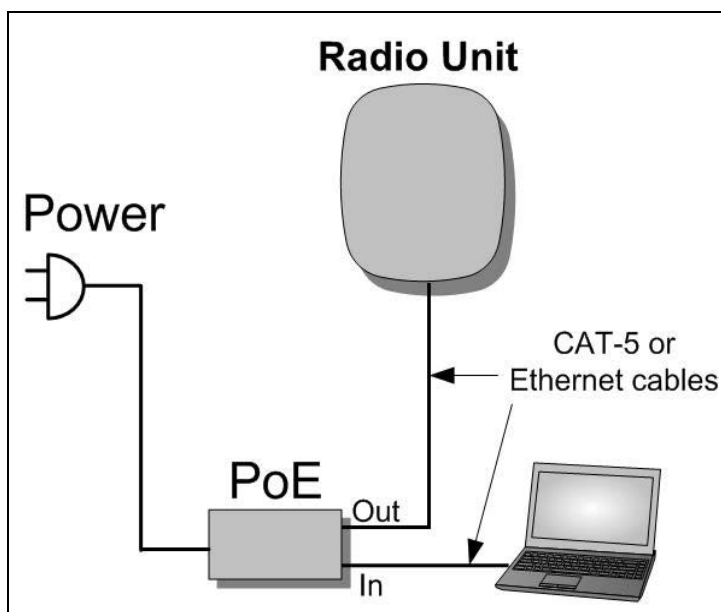 Radio Unit
Power
CAT-5 or
Ethernet cables
PoE
Out
In